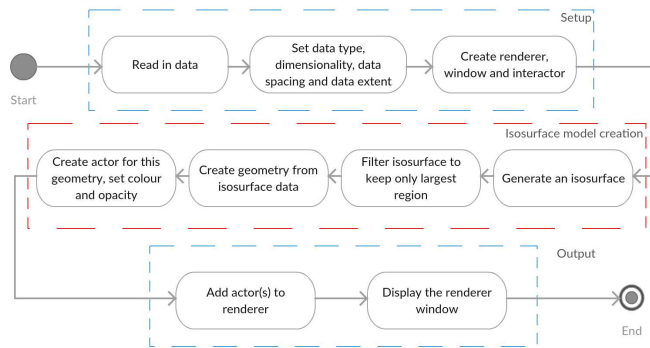 Setup
Start
Read in data
Set data type,
dimensionality, data
spacing and data extent
Create renderer,
window and interactor
Isosurface model creation
Create actor for this
geometry, set colour
and opacity
Create geometry from
isosurface data
Filter isosurface to
keep only largest
region
Generate an isosurface
Output
Add actor(s) to
renderer
Display the renderer
window
End